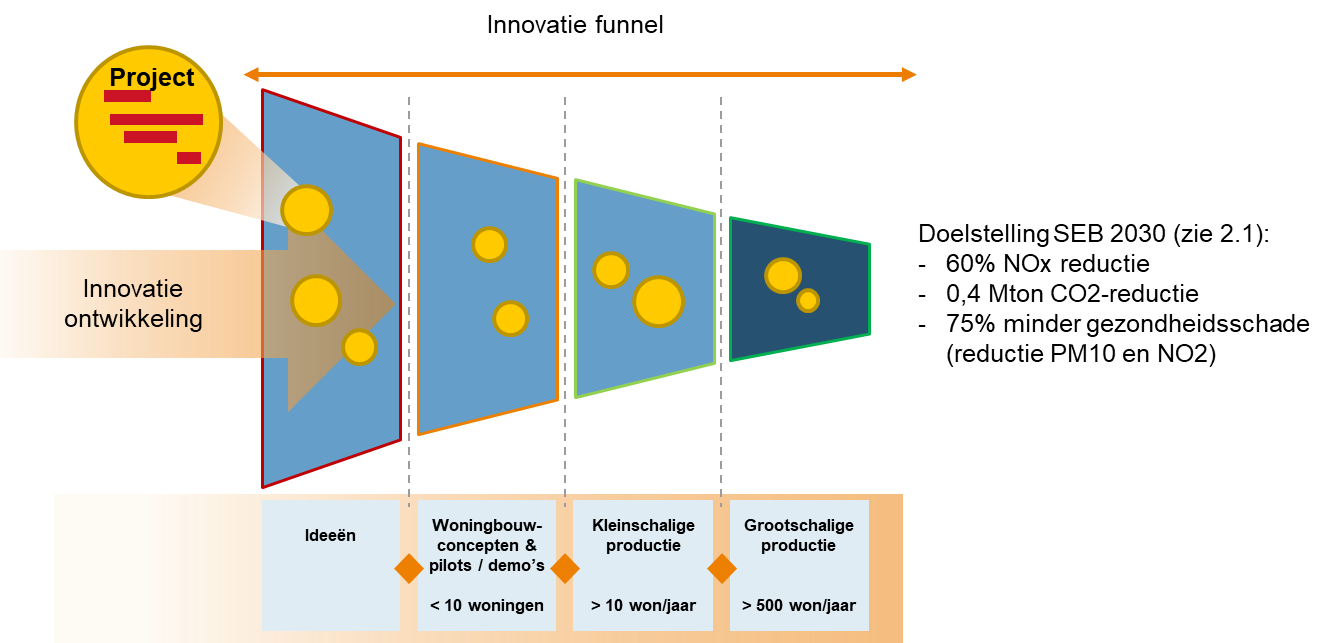 Innovatie funnel
Project
Innovatie
ontwikkeling
Doelstelling SEB 2030 (zie 2.1):
- 60% NOx reductie
- 0,4 Mton CO2-reductie
- 75% minder gezondheidsschade
(reductie PM10 en NO2)
Ideeën
Woningbouw-
concepten &
pilots / demo's
< 10 woningen
Kleinschalige
productie
> 10 won/jaar
Grootschalige
productie
> 500 won/jaar